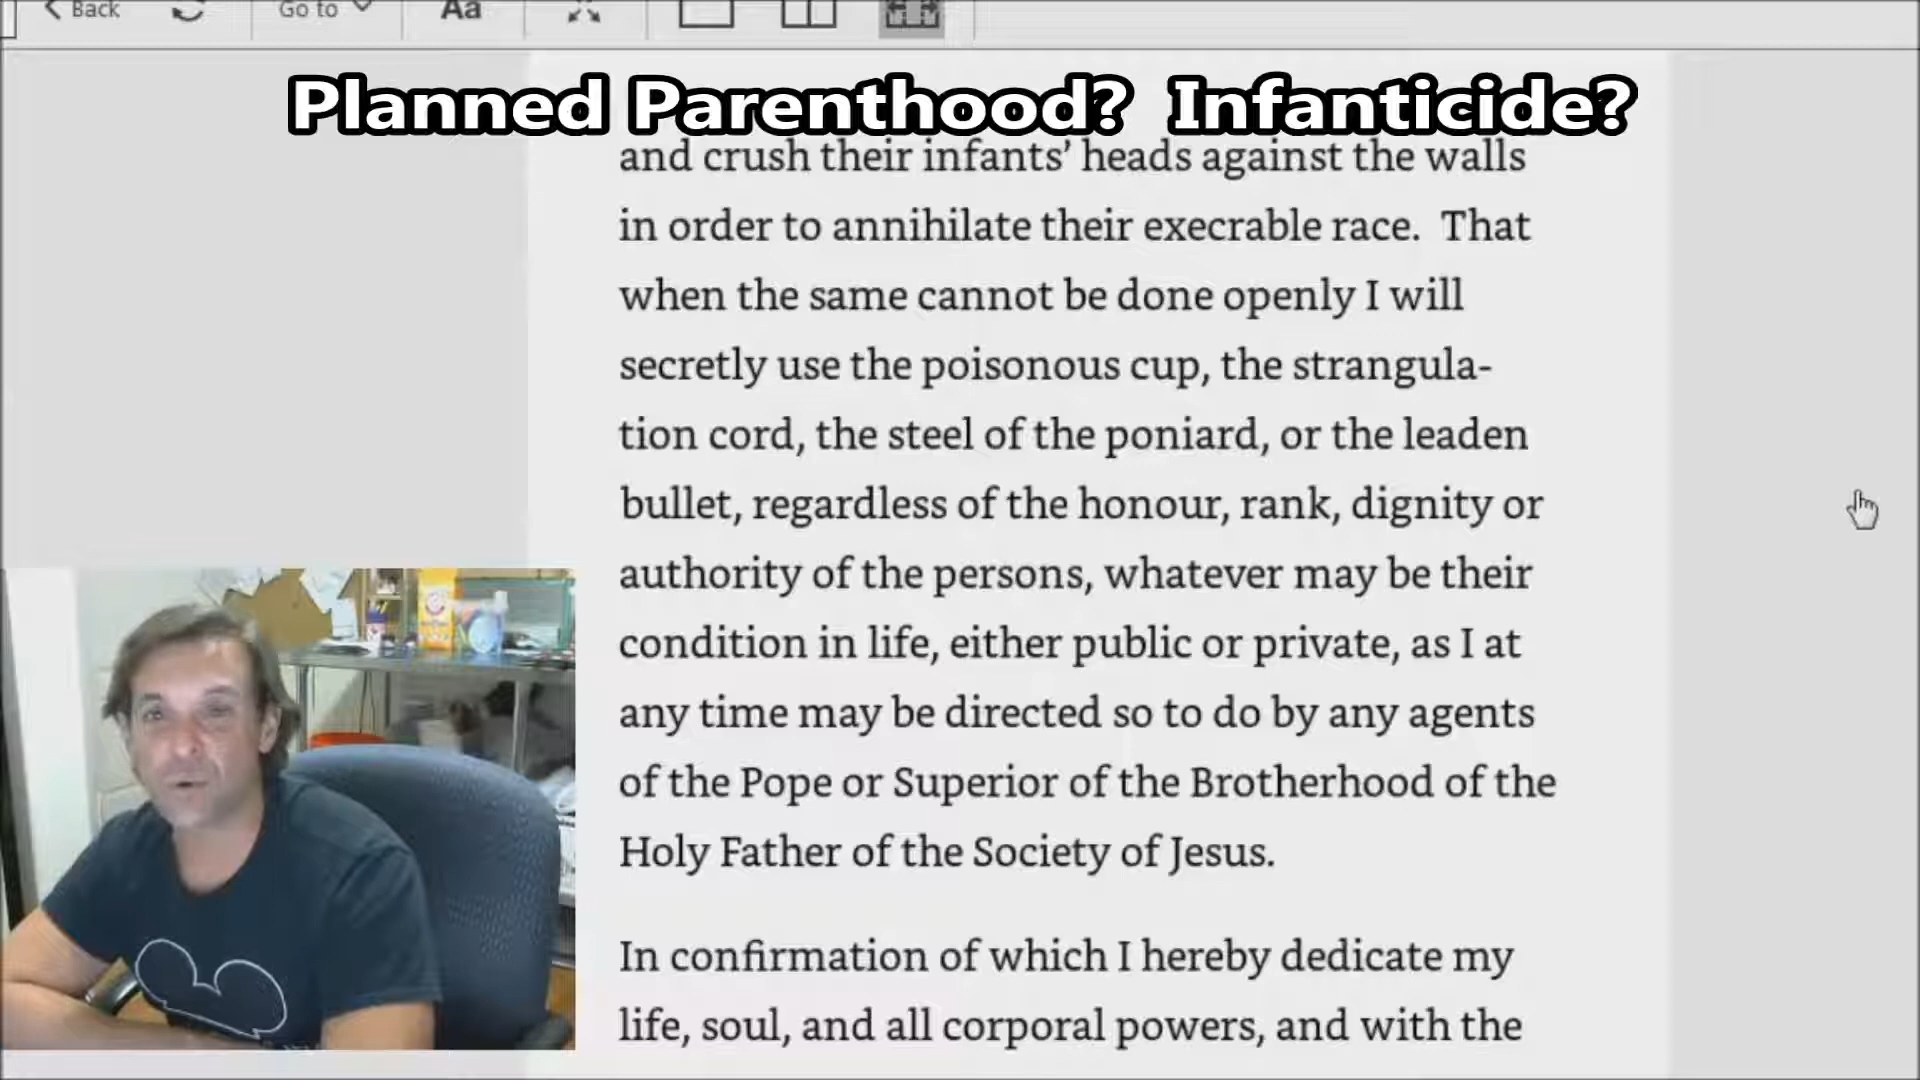 Back
Go to
Aa
Planned Parenthood? Infanticide?
and crush their infants' heads against the walls
in order to annihilate their execrable race. That
when the same cannot be done openly I will
secretly use the poisonous cup, the strangula-
tion cord, the steel of the poniard, or the leaden
bullet, regardless of the honour, rank, dignity or
authority of the persons, whatever may be their
condition in life, either public or private, as I at
any time may be directed so to do by any agents
of the Pope or Superior of the Brotherhood of the
Holy Father of the Society of Jesus.
In confirmation of which I hereby dedicate my
life, soul, and all corporal powers, and with the